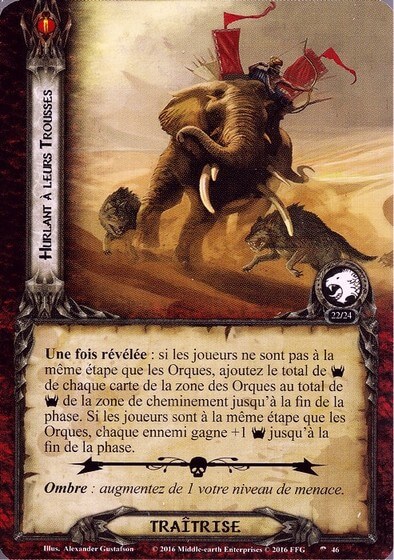 HURLANT À LEURS TROUSSES
22/24
Une fois révélée : si les joueurs ne sont pas à la
même étape que les Orques, ajoutez le total de
de chaque carte de la zone des Orques au total de
de la zone de cheminement jusqu'à la fin de la
phase. Si les joueurs sont à la même étape que les
Orques, chaque ennemi gagne +1 jusqu'à la
fin de la phase.
Ombre : augmentez de 1 votre niveau de menace.
TRAÎTRISE
Illus. Alexander Gustafson © 2016 Middle-earth Enterprises © 2016 FFG 46